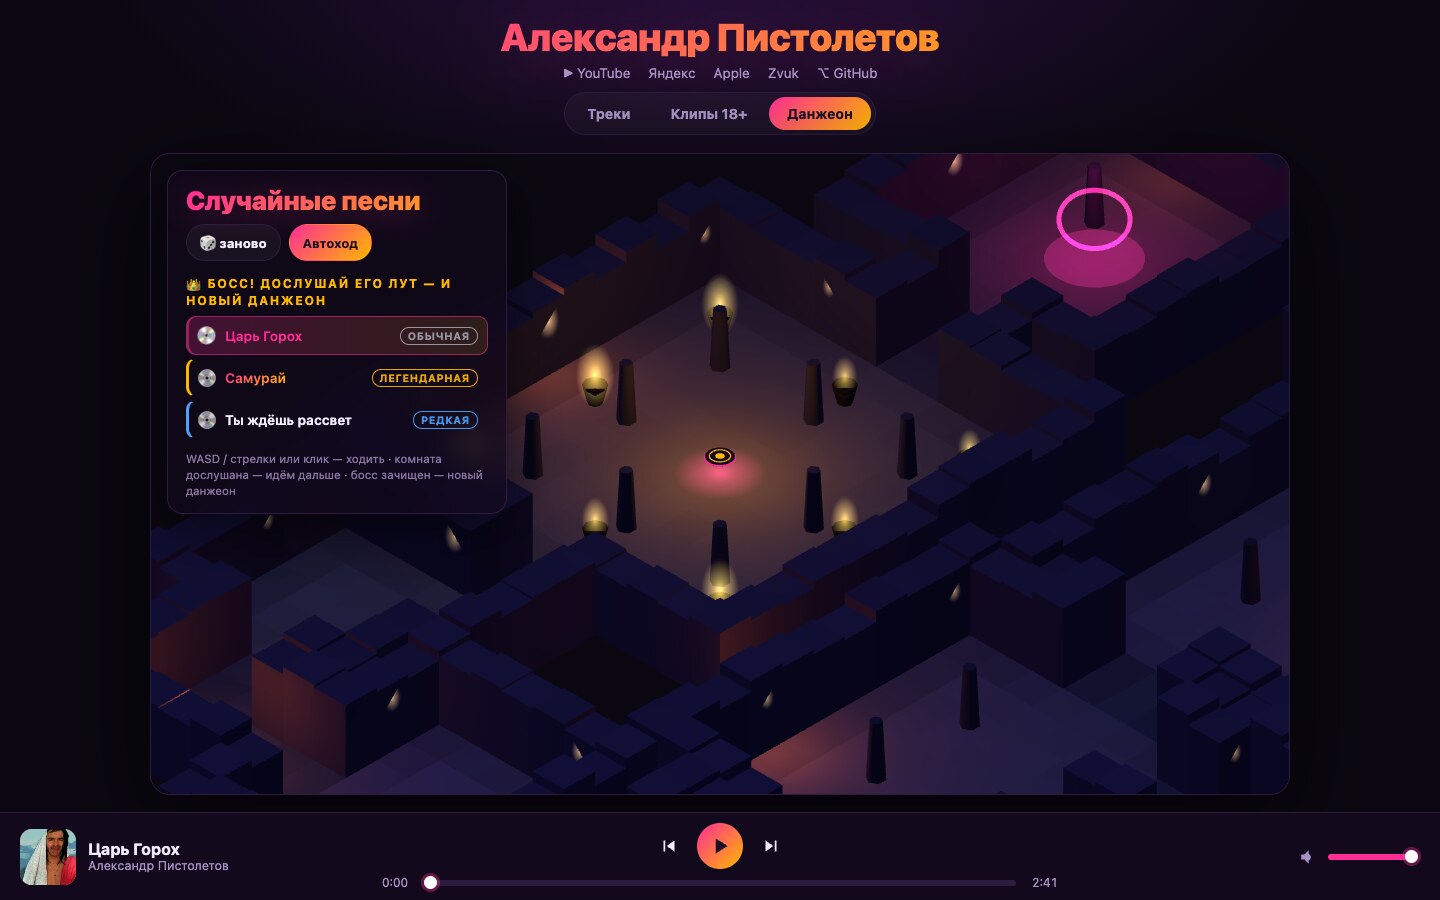 Александр Пистолетов
YouTube Яндекс Apple Zvuk GitHub
Треки Клипы 18+ Данжеон
Случайные песни
заново Автоход
БОСС! ДОСЛУШАЙ ЕГО ЛУТ — И
НОВЫЙ ДАНЖЕОН
Царь Горох ОБЫЧНАЯ
Самурай ЛЕГЕНДАРНАЯ
Ты ждёшь рассвет РЕДКАЯ
WASD / стрелки или клик — ходить · комната
дослушана — идём дальше · босс зачищен — новый
данжеон
Царь Горох
Александр Пистолетов
0:00 2:41